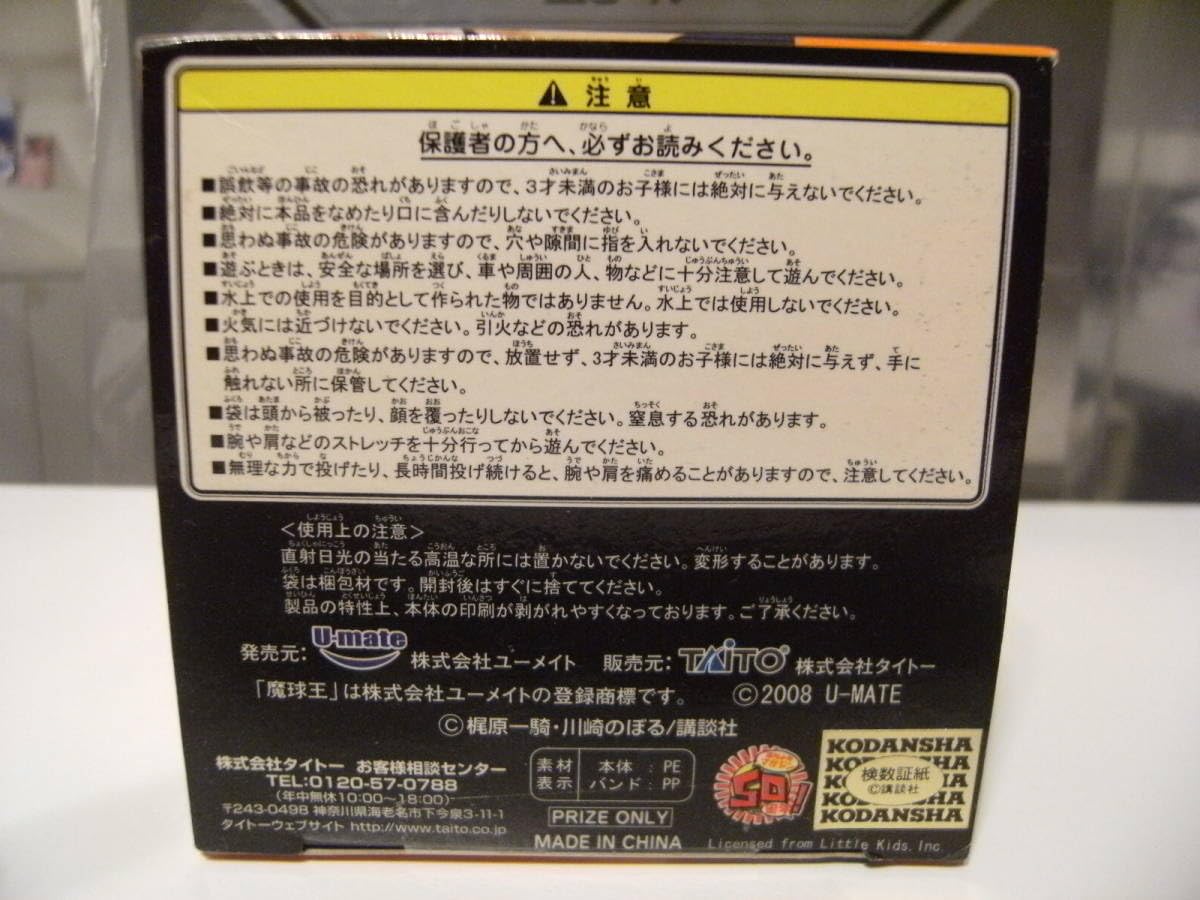 注意
保護者の方へ、必ずお読みください。
■誤飲等の事故の恐れがありますので、3才未満のお子様には絶対に与えないでください。
■絶対に本品をなめたり口に含んだりしないでください。
■思わぬ事故の危険がありますので、穴や隙間に指を入れないでください。
■遊ぶときは、安全な場所を選び、車や周囲の人、物などに十分注意して遊んでください。
■水上での使用を目的として作られた物ではありません。水上では使用しないでください。
■火気には近づけないでください。引火などの恐れがあります。
■思わぬ事故の危険がありますので、放置せず、3才未満のお子様には絶対に与えず、手に
触れない所に保管してください。
■袋は頭から被ったり、顔を覆ったりしないでください。窒息する恐れがあります。
■腕や肩などのストレッチを十分行ってから遊んでください。
■無理な力で投げたり、長時間投げ続けると、腕や肩を痛めることがありますので、注意してください。
＜使用上の注意＞
直射日光の当たる高温な所には置かないでください。変形することがあります。
袋は梱包材です。開封後はすぐに捨ててください。
製品の特性上、本体の印刷が剥がれやすくなっております。ご了承ください。
発売元: U-mate 株式会社ユーメイト 販売元: TAITO 株式会社タイトー
「魔球王」は株式会社ユーメイトの登録商標です。 ©2008 U-MATE
©梶原一騎・川崎のぼる/講談社
株式会社タイトー お客様相談センター
TEL:0120-57-0788
(年中無休10:00～18:00)
〒243-0498 神奈川県海老名市下今泉3-11-1
タイトーウェブサイト http://www.taito.co.jp
素材表示
本体 : PE
バンド : PP
PRIZE ONLY
MADE IN CHINA
50
KODANSHA
検数証紙
©講談社
KODANSHA
Licensed from Little Kids, Inc.